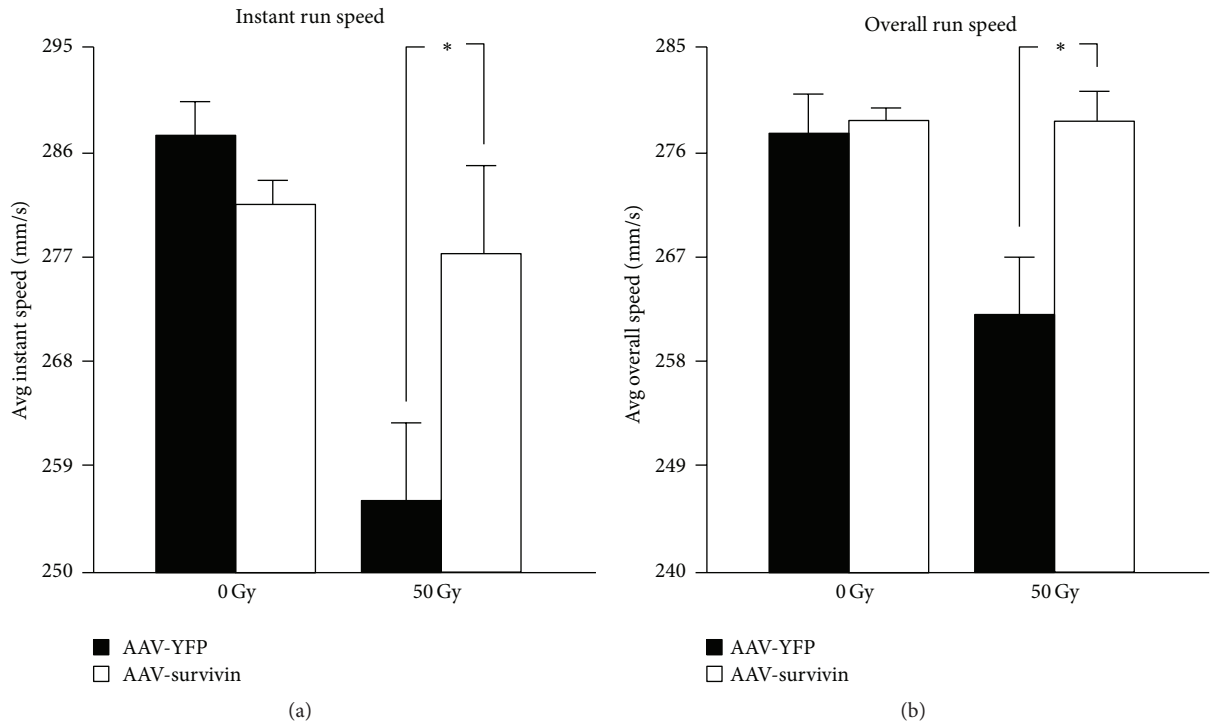 Instant run speed
295
286
277
268
259
250
Avg instant speed (mm/s)
*
0 Gy
50 Gy
AAV-YFP
AAV-survivin
(a)
Overall run speed
285
276
267
258
249
240
Avg overall speed (mm/s)
*
0 Gy
50 Gy
AAV-YFP
AAV-survivin
(b)